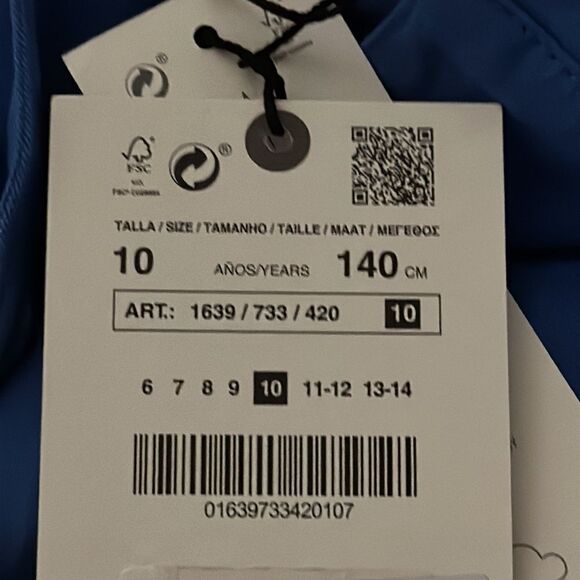 FSC
®
®
TALLA / SIZE / TAMANHO / TAILLE / MAAT / ΜΕΓΕΘΟΣ
10 AÑOS/YEARS 140 CM
ART.: 1639 / 733 / 420 10
6 7 8 9 10 11-12 13-14
01639733420107